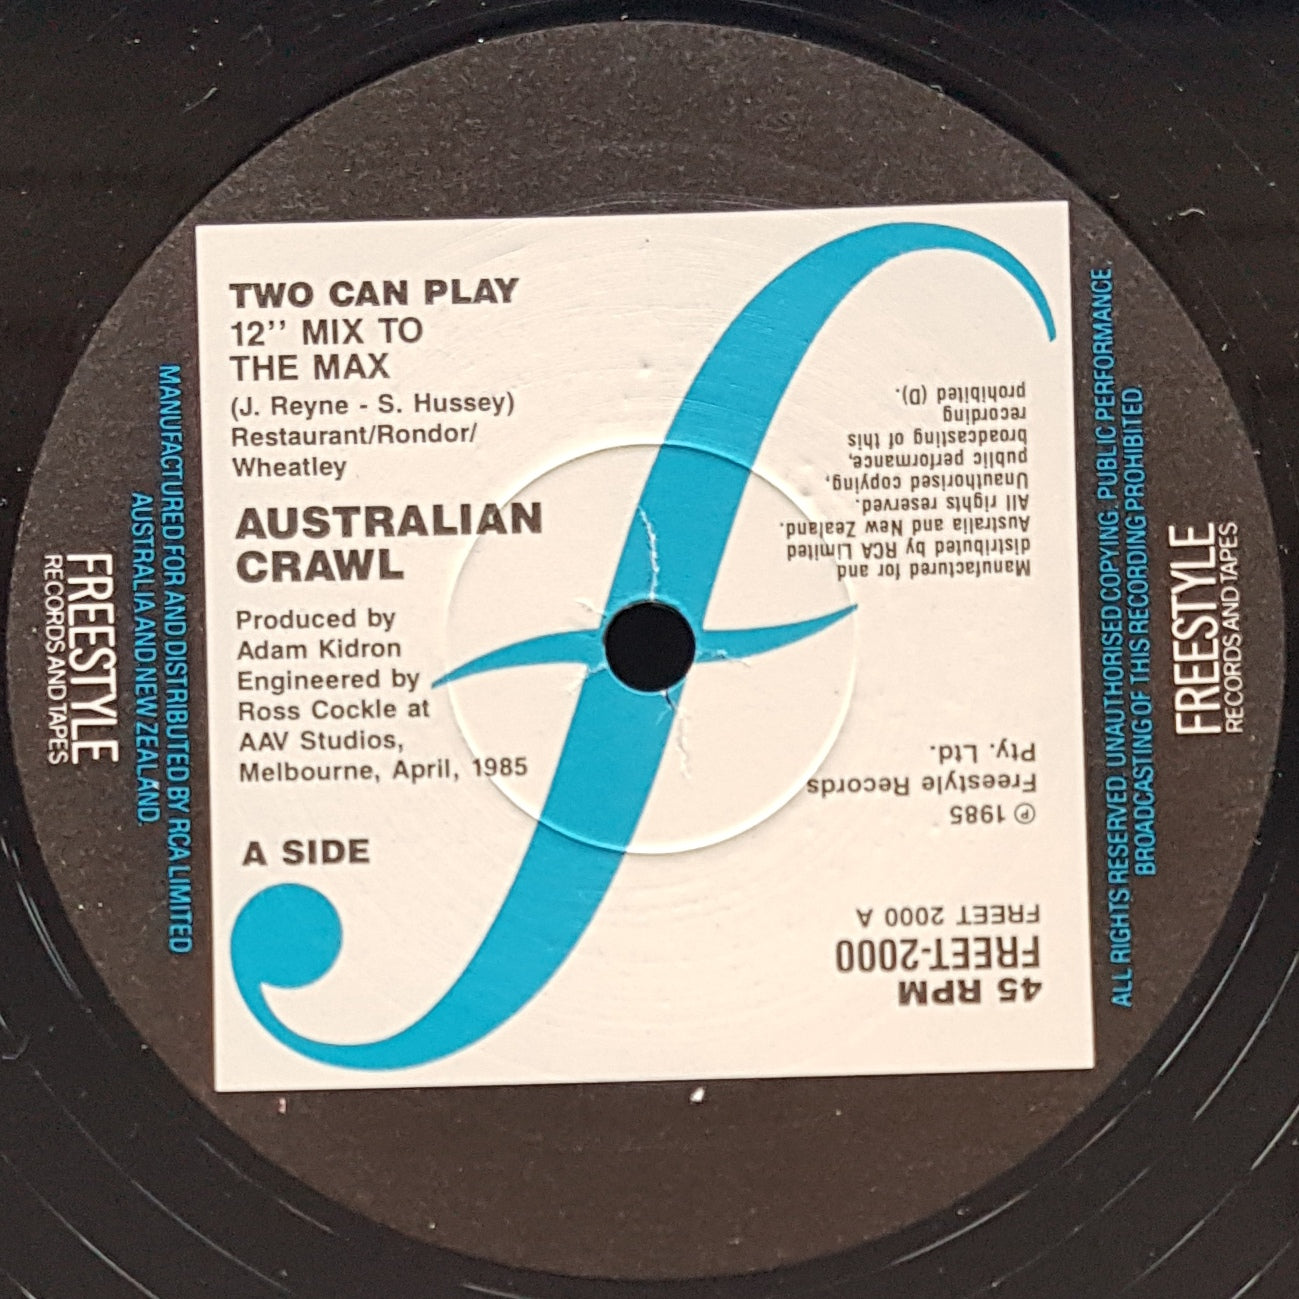 TWO CAN PLAY
12’’ MIX TO
THE MAX
(J. Reyne - S. Hussey)
Restaurant/Rondor/
Wheatley
AUSTRALIAN
CRAWL
Produced by
Adam Kidron
Engineered by
Ross Cockle at
AAV Studios,
Melbourne, April, 1985
A SIDE
45 RPM
FREET-2000
FREET 2000 A
℗ 1985
Freestyle Records
Pty. Ltd.
Manufactured for and
distributed by RCA Limited
Australia and New Zealand.
All rights reserved.
Unauthorised copying,
public performance,
broadcasting of this
recording
prohibited (D).
FREESTYLE
RECORDS AND TAPES
MANUFACTURED FOR AND DISTRIBUTED BY RCA LIMITED
AUSTRALIA AND NEW ZEALAND.
ALL RIGHTS RESERVED. UNAUTHORISED COPYING. PUBLIC PERFORMANCE.
BROADCASTING OF THIS RECORDING PROHIBITED.
FREESTYLE
RECORDS AND TAPES